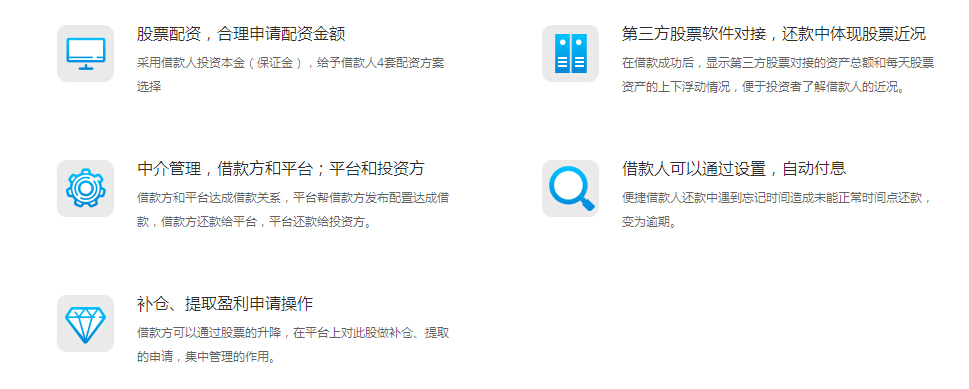 股票配资，合理申请配资金额
采用借款人投资本金（保证金），给予借款人4套配资方案
选择
第三方股票软件对接，还款中体现股票近况
在借款成功后，显示第三方股票对接的资产总额和每天股票
资产的上下浮动情况，便于投资者了解借款人的近况。
中介管理，借款方和平台；平台和投资方
借款方和平台达成借款关系，平台帮借款方发布配置达成借
款，借款方还款给平台，平台还款给投资方。
借款人可以通过设置，自动付息
便捷借款人还款中遇到忘记时间造成未能正常时间点还款，
变为逾期。
补仓、提取盈利申请操作
借款方可以通过股票的升降，在平台上对此股做补仓、提取
的申请，集中管理的作用。